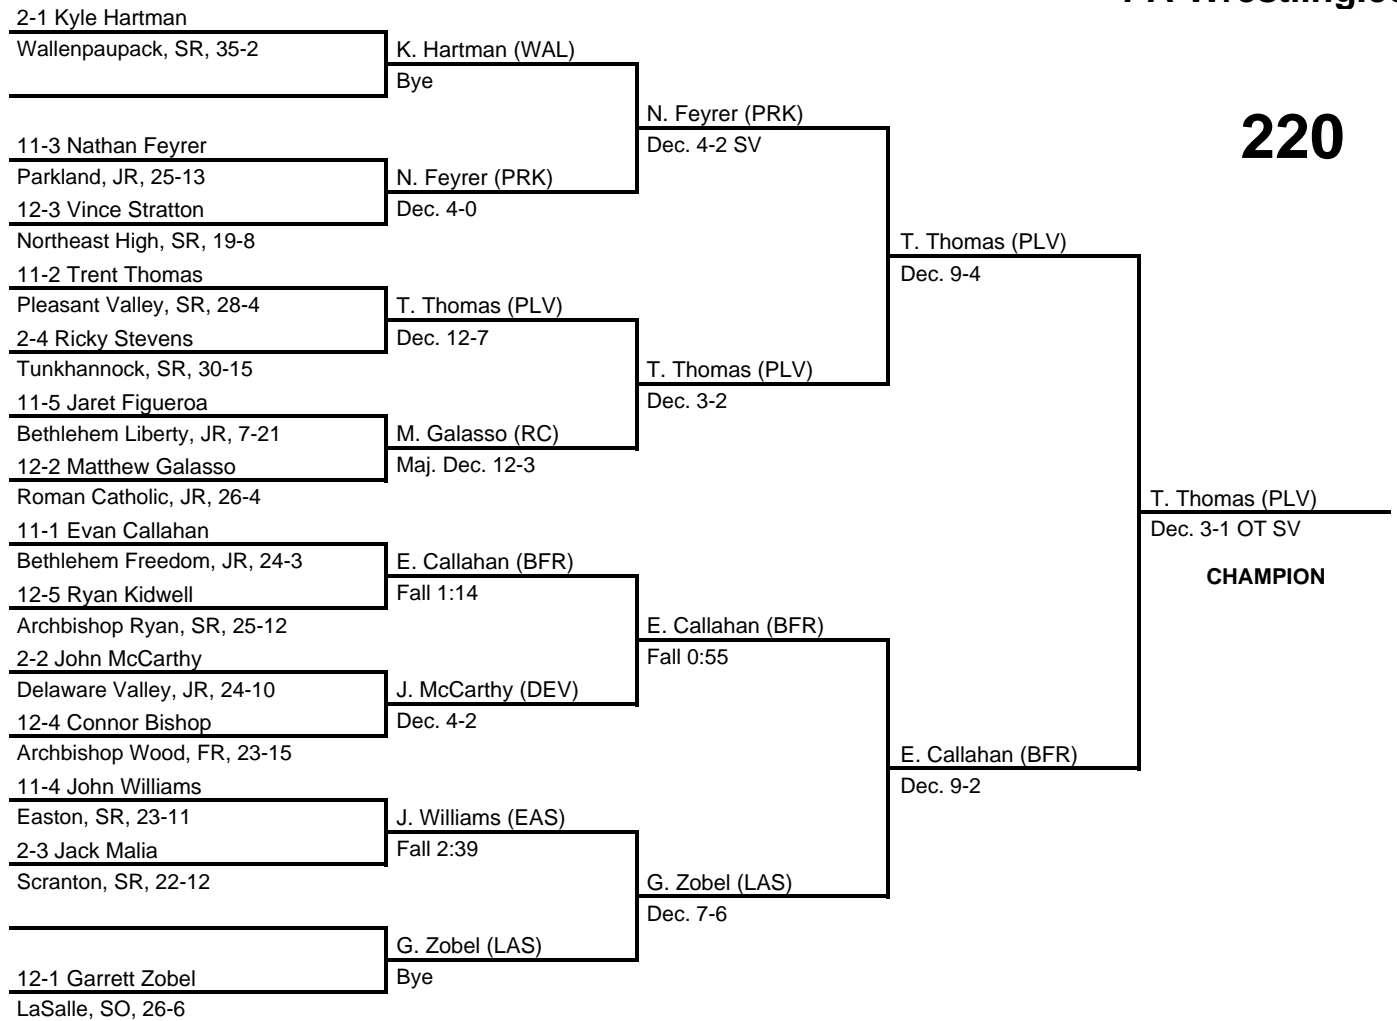 2-1 Kyle Hartman
Wallenpaupack, SR, 35-2
K. Hartman (WAL)
Bye
N. Feyrer (PRK)
Dec. 4-2 SV
220
11-3 Nathan Feyrer
Parkland, JR, 25-13
N. Feyrer (PRK)
12-3 Vince Stratton
Dec. 4-0
Northeast High, SR, 19-8
T. Thomas (PLV)
Dec. 9-4
11-2 Trent Thomas
Pleasant Valley, SR, 28-4
T. Thomas (PLV)
2-4 Ricky Stevens
Dec. 12-7
Tunkhannock, SR, 30-15
T. Thomas (PLV)
Dec. 3-2
11-5 Jaret Figueroa
Bethlehem Liberty, JR, 7-21
M. Galasso (RC)
12-2 Matthew Galasso
Maj. Dec. 12-3
Roman Catholic, JR, 26-4
T. Thomas (PLV)
Dec. 3-1 OT SV
CHAMPION
11-1 Evan Callahan
Bethlehem Freedom, JR, 24-3
E. Callahan (BFR)
12-5 Ryan Kidwell
Fall 1:14
Archbishop Ryan, SR, 25-12
E. Callahan (BFR)
Fall 0:55
2-2 John McCarthy
Delaware Valley, JR, 24-10
J. McCarthy (DEV)
12-4 Connor Bishop
Dec. 4-2
Archbishop Wood, FR, 23-15
E. Callahan (BFR)
Dec. 9-2
11-4 John Williams
Easton, SR, 23-11
J. Williams (EAS)
2-3 Jack Malia
Fall 2:39
Scranton, SR, 22-12
G. Zobel (LAS)
Dec. 7-6
G. Zobel (LAS)
12-1 Garrett Zobel
Bye
LaSalle, SO, 26-6